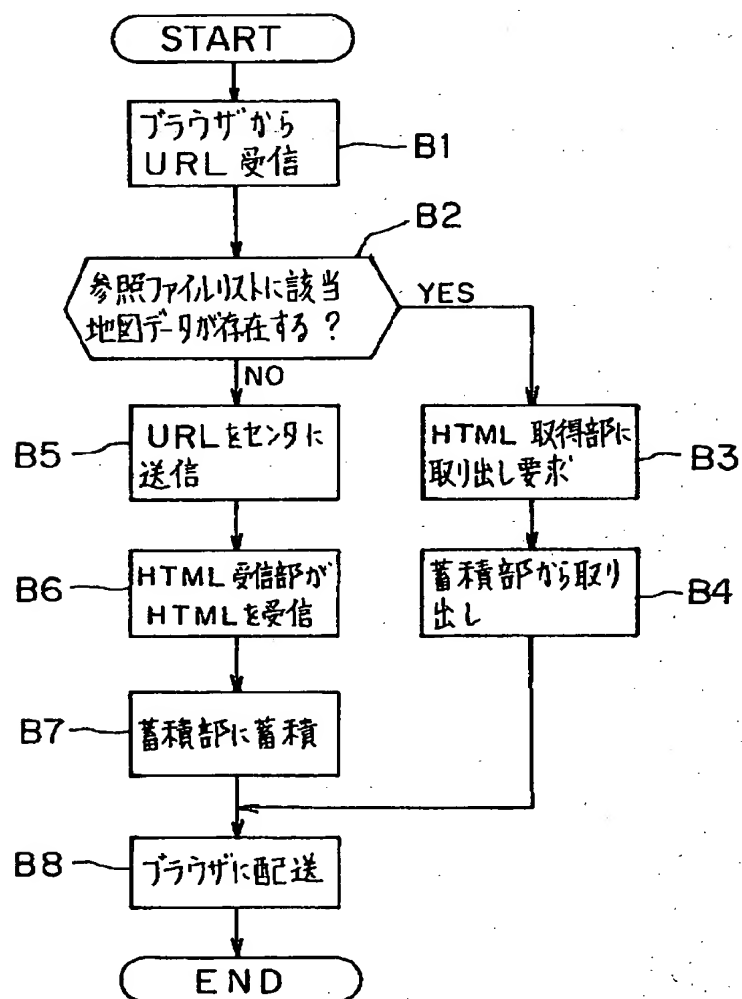 START
ブラウザから
URL 受信
B1
B2
参照ファイルリストに該当
地図データが存在する?
YES
NO
B5
URLをセンタに
送信
HTML 取得部に
取り出し要求
B3
B6
HTML 受信部が
HTMLを受信
蓄積部から取り
出し
B4
B7
蓄積部に蓄積
B8
ブラウザに配送
END